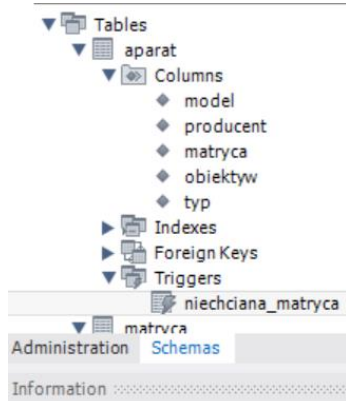 Tables
aparat
Columns
model
producent
matryca
obiektyw
typ
Indexes
Foreign Keys
Triggers
niechciana_matryca
matryca
Administration Schemas
Information